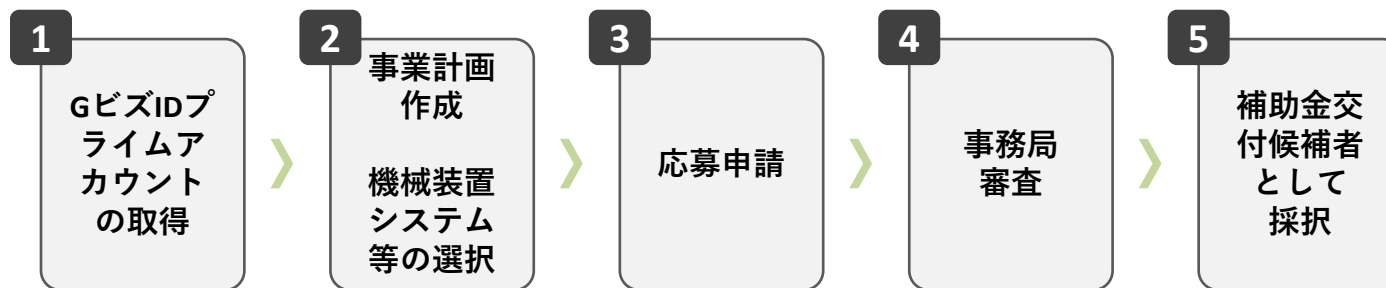 1
GビズIDプ
ライムア
カウント
の取得
2
事業計画
作成
機械装置
システム
等の選択
3
応募申請
4
事務局
審査
5
補助金交
付候補者
として
採択